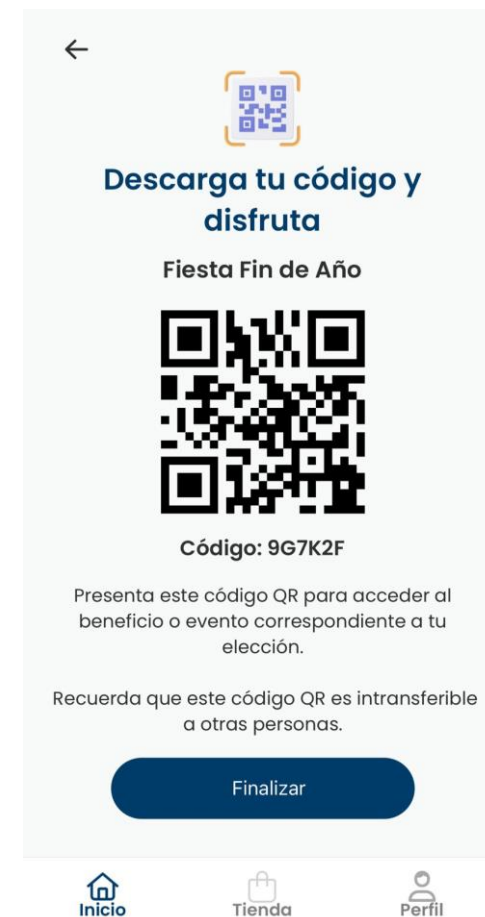 Descarga tu código y
disfruta
Fiesta Fin de Año
Código: 9G7K2F
Presenta este código QR para acceder al
beneficio o evento correspondiente a tu
elección.
Recuerda que este código QR es intransferible
a otras personas.
Finalizar
Inicio
Tienda
Perfil